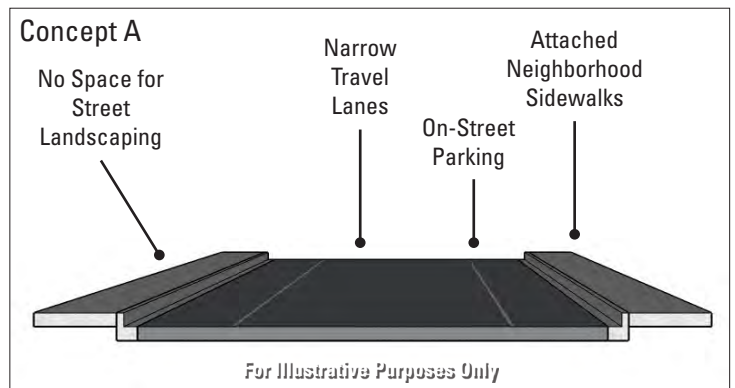 Concept A
No Space for
Street
Landscaping
Narrow
Travel
Lanes
On-Street
Parking
Attached
Neighborhood
Sidewalks
For Illustrative Purposes Only